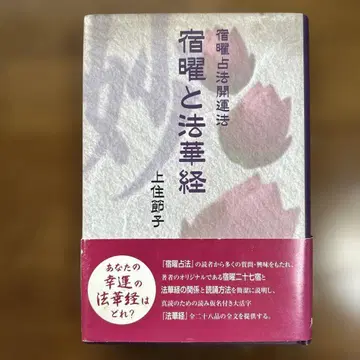 宿曜占法開運法
宿曜と法華経
上住節子
妙
あなたの
幸運の
法華経は
どれ？
「宿曜占法」の読者から多くの質問・興味をもたれ、
著者のオリジナルである宿曜二十七宿と
法華経の関係と読誦方法を簡潔に説明し、
真読のための読み仮名付き大活字
「法華経」全二十八品の全文を提供する。